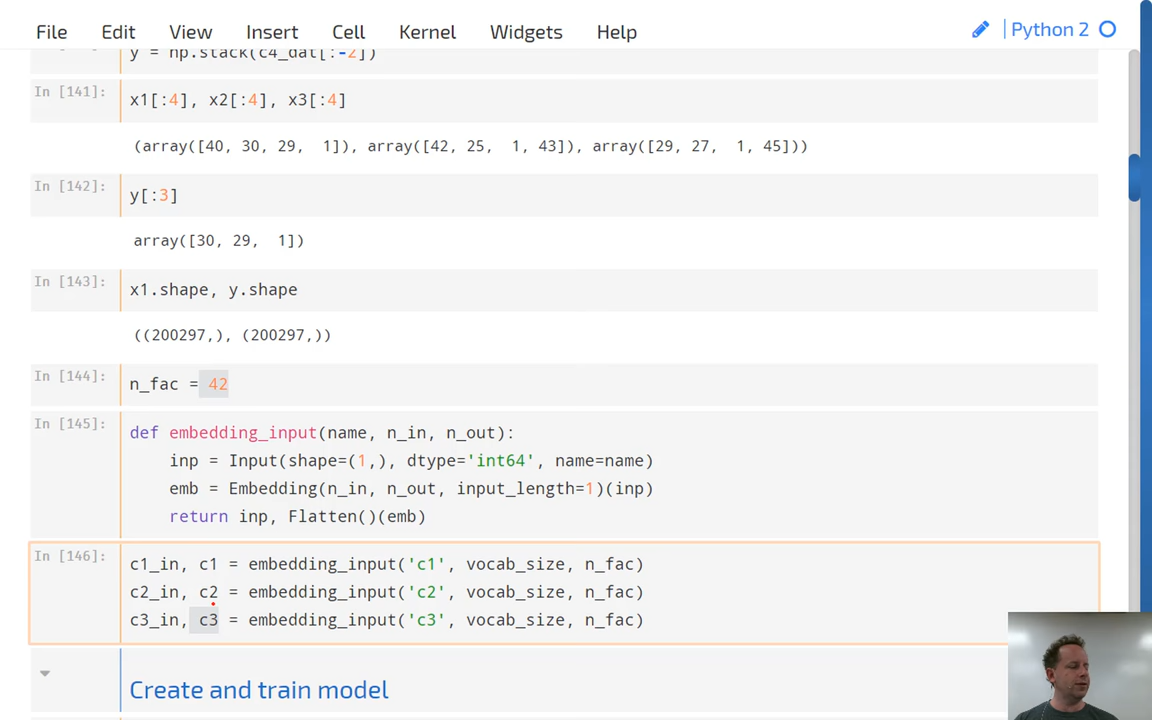 File Edit View Insert Cell Kernel Widgets Help Python 2
y = np.stack(c4_dat[:-2])
In [141]: x1[:4], x2[:4], x3[:4]
(array([40, 30, 29,  1]), array([42, 25,  1, 43]), array([29, 27,  1, 45]))
In [142]: y[:3]
array([30, 29,  1])
In [143]: x1.shape, y.shape
((200297,), (200297,))
In [144]: n_fac = 42
In [145]: def embedding_input(name, n_in, n_out):
inp = Input(shape=(1,), dtype='int64', name=name)
emb = Embedding(n_in, n_out, input_length=1)(inp)
return inp, Flatten()(emb)
In [146]: c1_in, c1 = embedding_input('c1', vocab_size, n_fac)
c2_in, c2 = embedding_input('c2', vocab_size, n_fac)
c3_in, c3 = embedding_input('c3', vocab_size, n_fac)
Create and train model